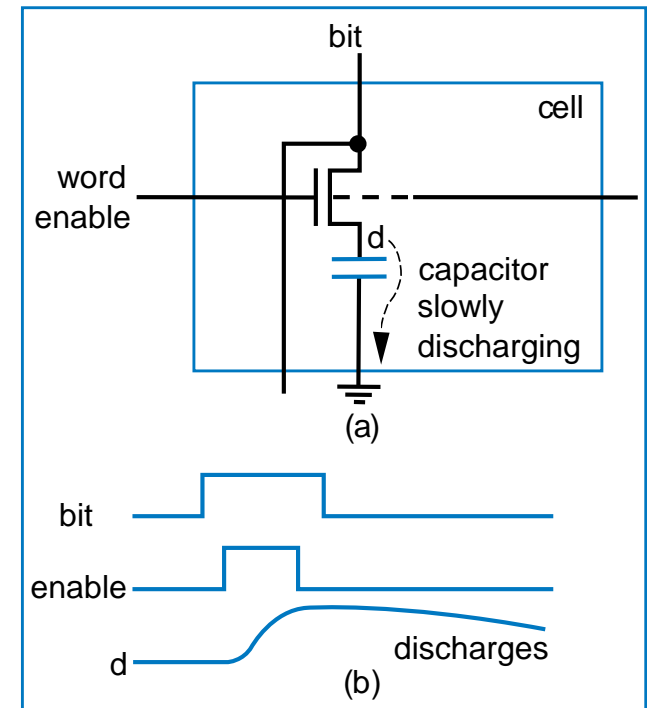 bit
cell
word
enable
d
capacitor
slowly
discharging
(a)
bit
enable
discharges
d
(b)